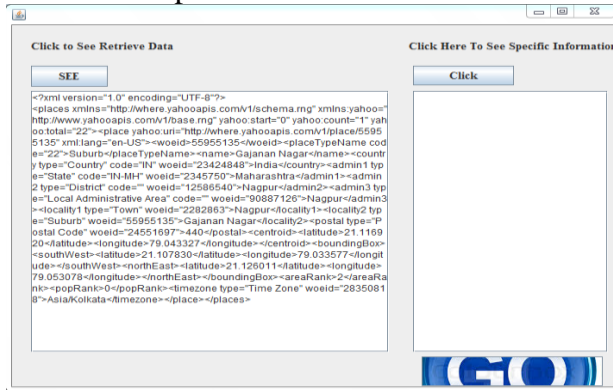 Click to See Retrieve Data
Click Here To See Specific Information
SEE
Click
<?xml version="1.0" encoding="UTF-8"?>
<places xmlns="http://where.yahooapis.com/v1/schema.rng" xmlns:yahoo="
http://www.yahooapis.com/v1/base.rng" yahoo:start="0" yahoo:count="1" yah
oo:total="22"><place yahoo:uri="http://where.yahooapis.com/v1/place/5595
5135" xml:lang="en-US"><woeid>55955135</woeid><placeTypeName cod
e="22">Suburb</placeTypeName><name>Gajanan Nagar</name><countr
y type="Country" code="IN" woeid="23424848">India</country><admin1 typ
e="State" code="IN-MH" woeid="2345750">Maharashtra</admin1><admin
2 type="District" code="" woeid="12586540">Nagpur</admin2><admin3 typ
e="Local Administrative Area" code="" woeid="90887126">Nagpur</admin3
><locality1 type="Town" woeid="2282863">Nagpur</locality1><locality2 typ
e="Suburb" woeid="55955135">Gajanan Nagar</locality2><postal type="P
ostal Code" woeid="24551697">440</postal><centroid><latitude>21.1169
20</latitude><longitude>79.043327</longitude></centroid><boundingBox>
<southWest><latitude>21.107830</latitude><longitude>79.033577</longit
ude></southWest><northEast><latitude>21.126011</latitude><longitude>
79.053078</longitude></northEast></boundingBox><areaRank>2</areaRa
nk><popRank>0</popRank><timezone type="Time Zone" woeid="2835081
8">Asia/Kolkata</timezone></place></places>
GO